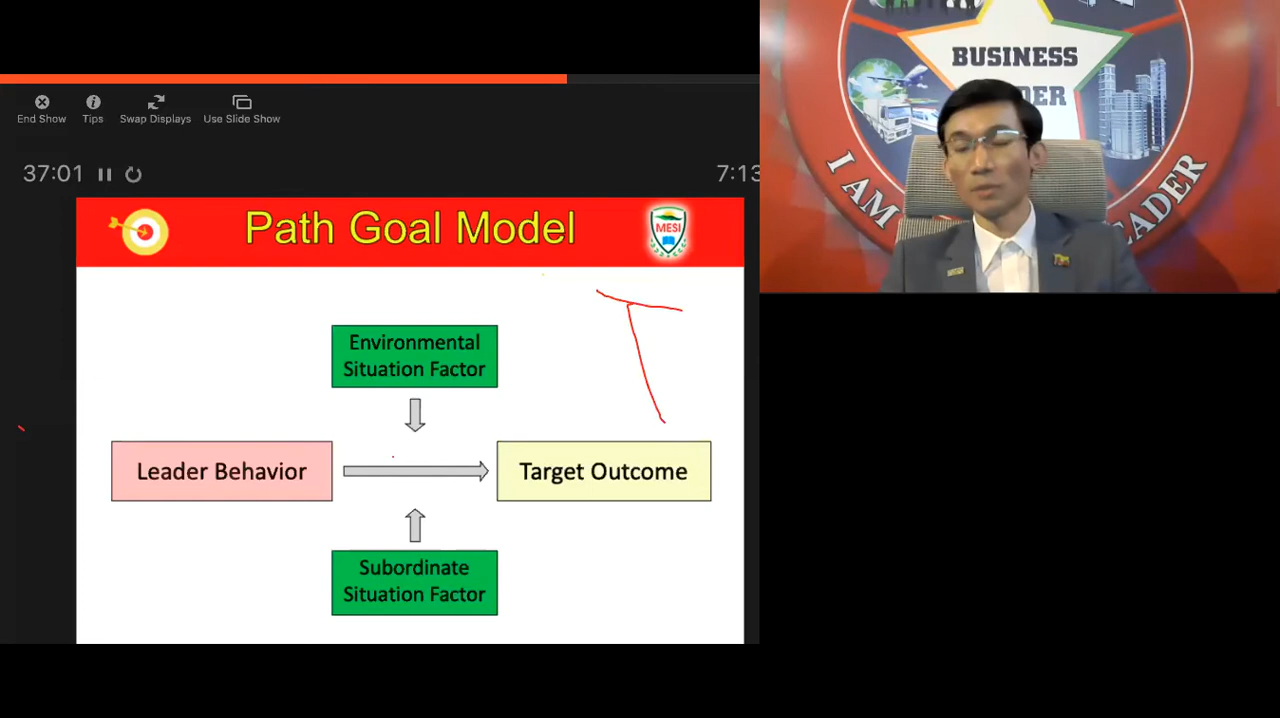 End Show
Tips
Swap Displays
Use Slide Show
37:01
7:13
Path Goal Model
MESI
Environmental
Situation Factor
Leader Behavior
Target Outcome
Subordinate
Situation Factor
BUSINESS
I AM